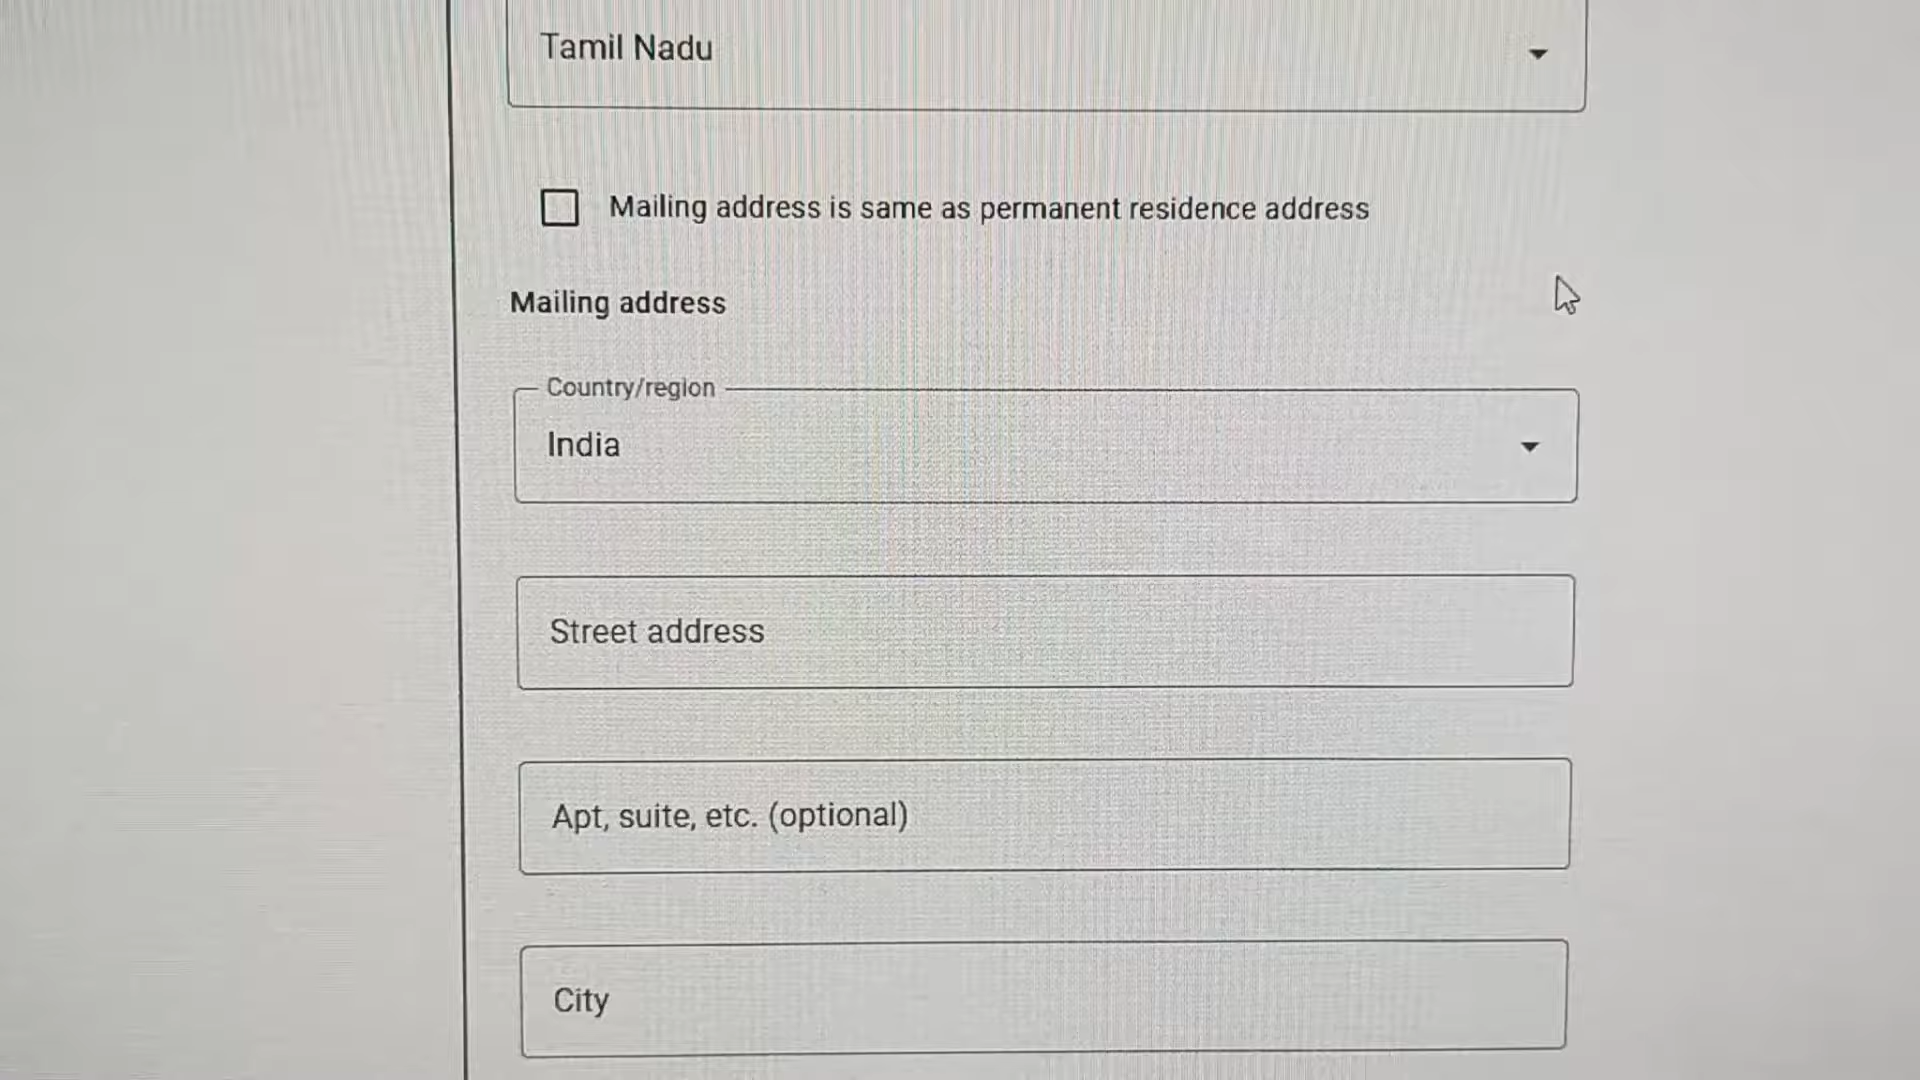 Tamil Nadu
Mailing address is same as permanent residence address
Mailing address
Country/region
India
Street address
Apt, suite, etc. (optional)
City